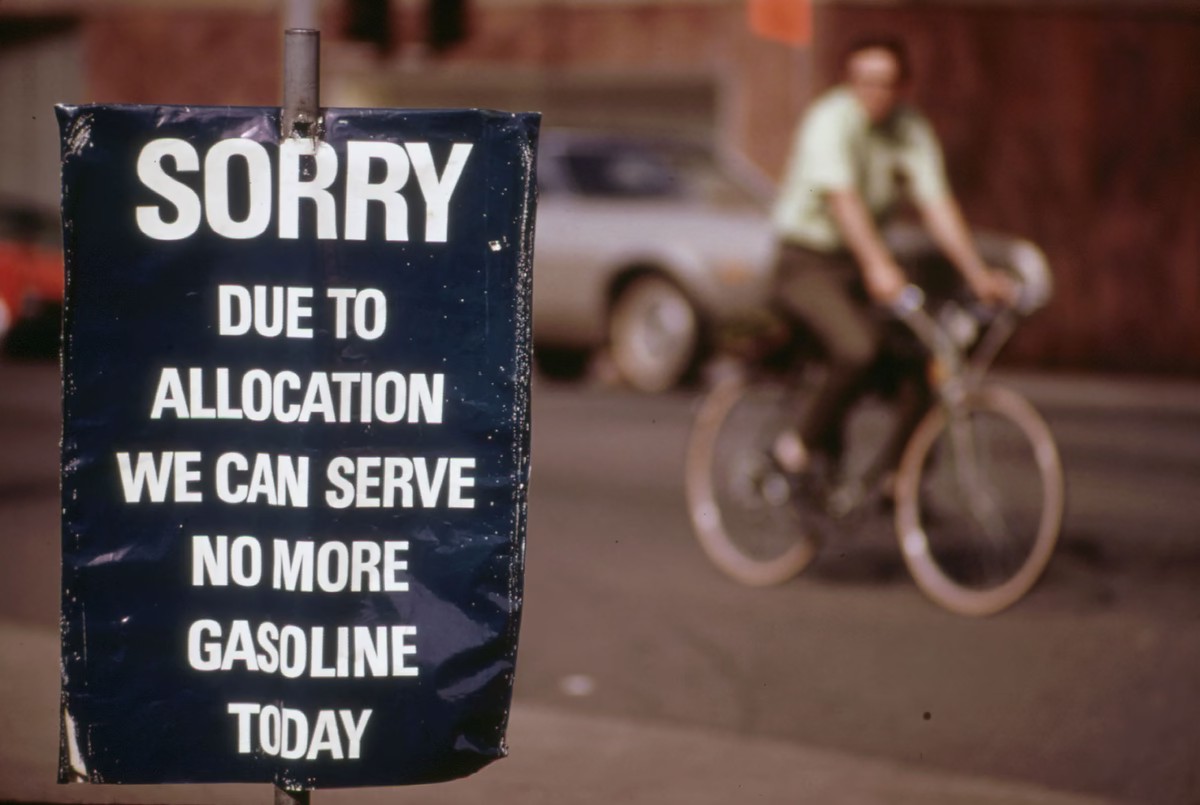 SORRY
DUE TO
ALLOCATION
WE CAN SERVE
NO MORE
GASOLINE
TODAY